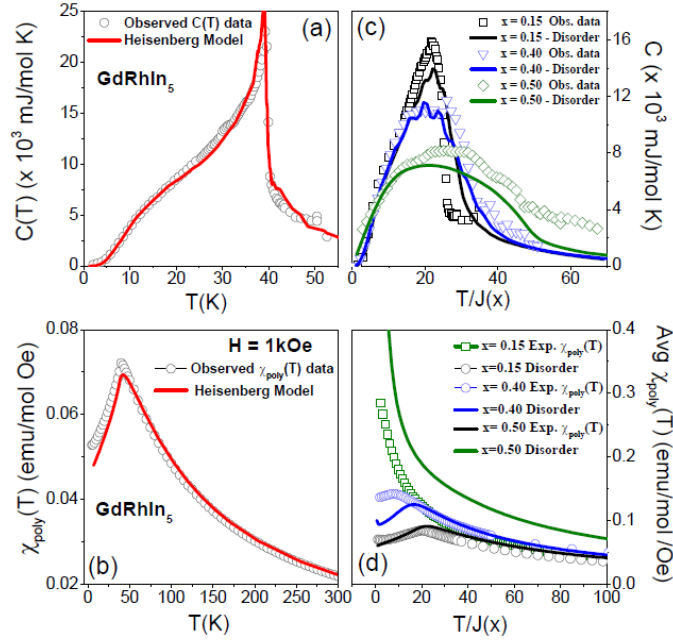 25
20
15
10
5
0
C(T) (x 10³ mJ/mol K)
Observed C(T) data
Heisenberg Model
(a)
GdRhIn₅
0 10 20 30 40 50
T(K)
(c)
x = 0.15 Obs. data
x = 0.15 - Disorder
x = 0.40 Obs. data
x = 0.40 - Disorder
x = 0.50 Obs. data
x = 0.50 - Disorder
16
12
8
4
0
C (x 10³ mJ/mol K)
0 20 40 60
T/J(x)
0.08
0.06
0.04
0.02
χpoly(T) (emu/mol Oe)
H = 1kOe
Observed χpoly(T) data
Heisenberg Model
GdRhIn₅
(b)
0 50 100 150 200 250 300
T(K)
x= 0.15 Exp. χpoly(T)
x=0.15 Disorder
x= 0.40 Exp. χpoly(T)
x=0.40 Disorder
x= 0.50 Exp. χpoly(T)
x=0.50 Disorder
0.4
0.3
0.2
0.1
0.0
Avg χpoly(T) (emu/mol /Oe)
(d)
0 20 40 60 80 100
T/J(x)